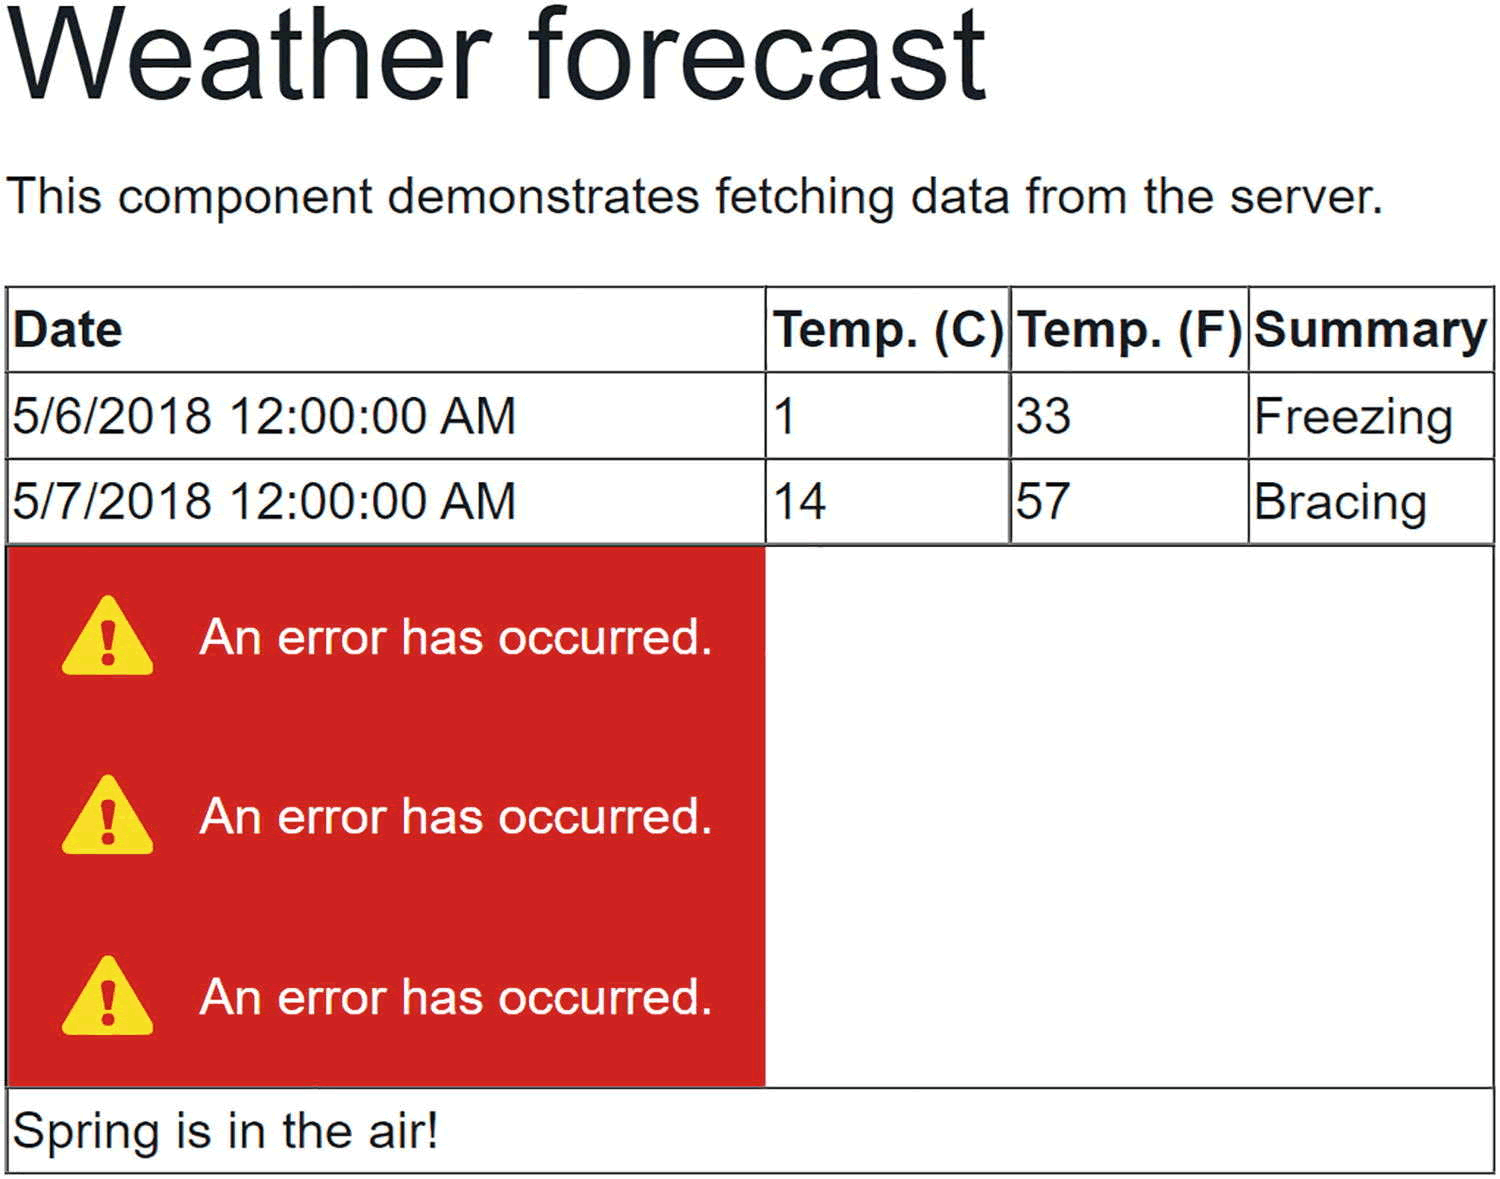 Weather forecast
This component demonstrates fetching data from the server.
Date Temp. (C) Temp. (F) Summary
5/6/2018 12:00:00 AM 1 33 Freezing
5/7/2018 12:00:00 AM 14 57 Bracing
An error has occurred.
An error has occurred.
An error has occurred.
Spring is in the air!